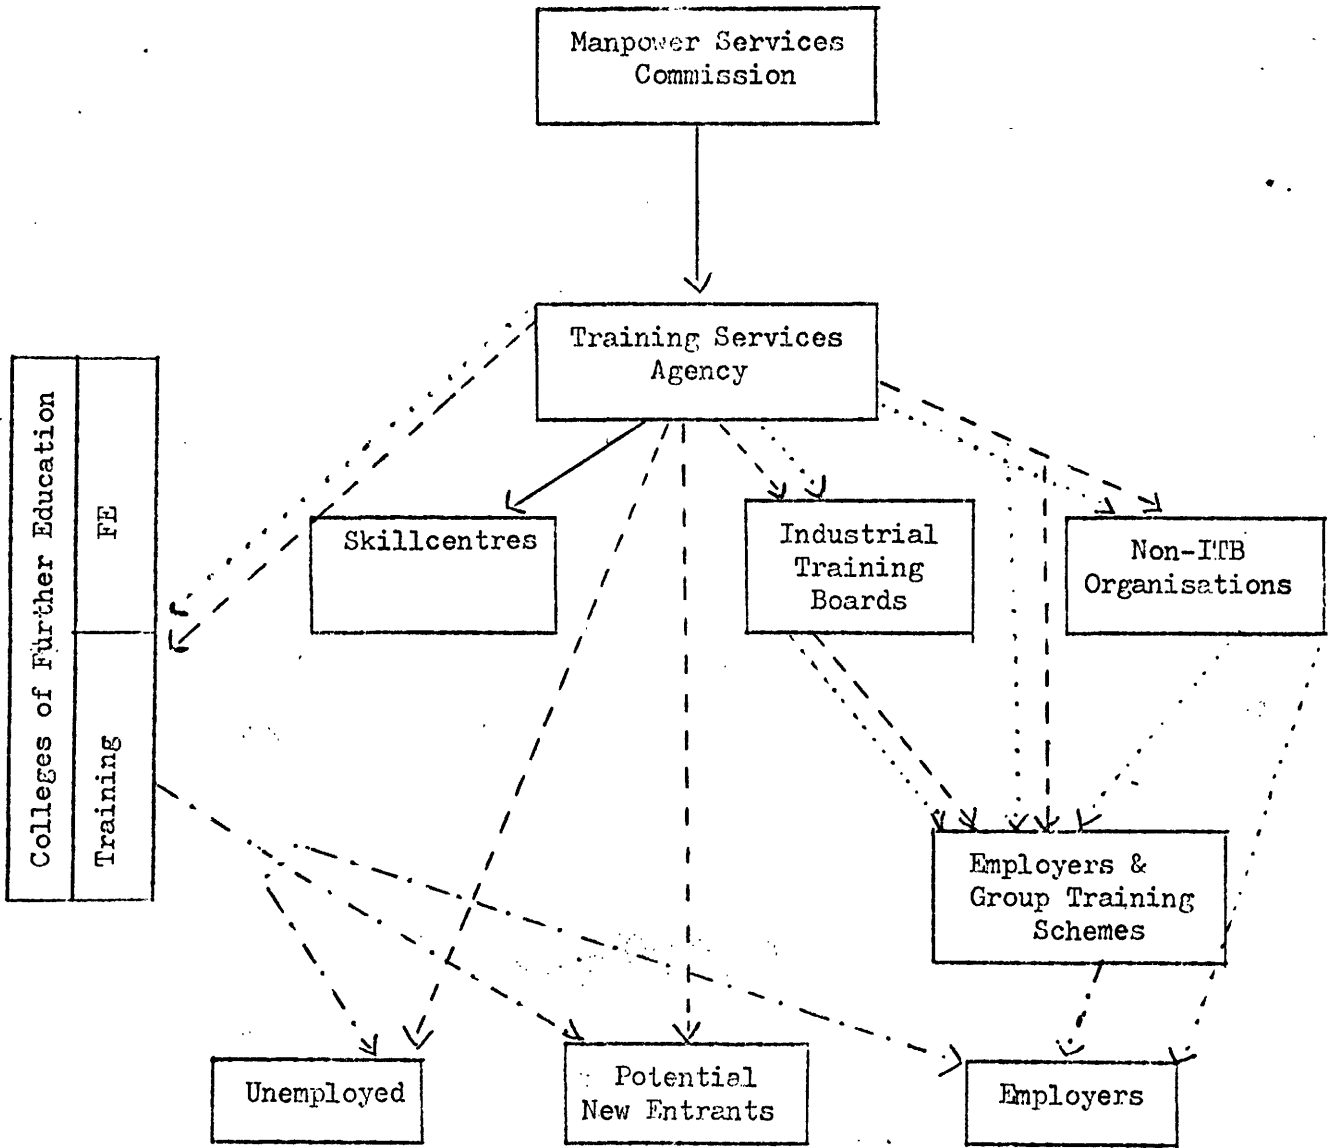 Manpower Services
Commission
Training Services
Agency
Colleges of Further Education
FE
Training
Skillcentres
Industrial
Training
Boards
Non-ITB
Organisations
Employers &
Group Training
Schemes
Unemployed
Potential
New Entrants
Employers